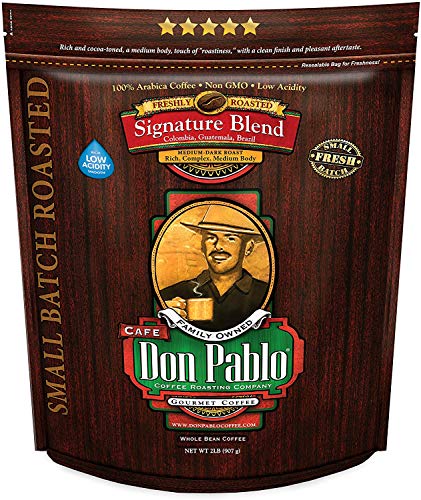 Rich and cocoa-toned, a medium body, touch of "roastiness," with a clean finish and pleasant aftertaste.
Resealable Bag for Freshness!
100% Arabica Coffee • Non GMO • Low Acidity
FRESHLY ROASTED
Signature Blend
Colombia, Guatemala, Brazil
MEDIUM-DARK ROAST
Rich, Complex, Medium Body
LOW
ACIDITY
SMOOTH
SMALL
FRESH
BATCH
SMALL BATCH ROASTED
FAMILY OWNED
CAFE
Don Pablo®
COFFEE ROASTING COMPANY
GOURMET COFFEE
WWW.DONPABLOCOFFEE.COM
WHOLE BEAN COFFEE
NET WT 2LB (907 g)